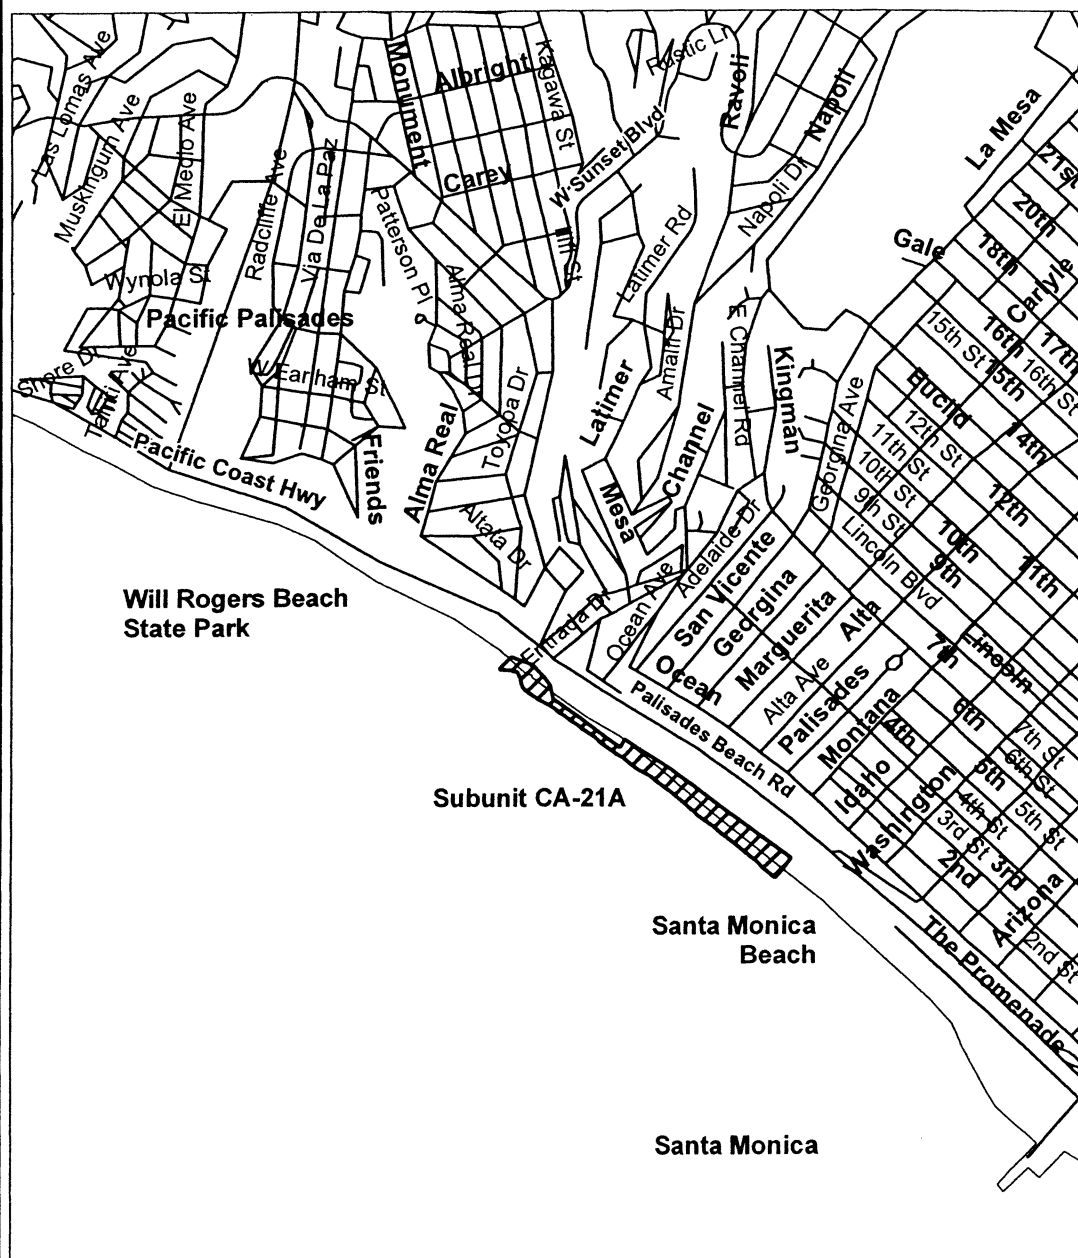 Las Lomas Ave
Muskingum Ave
El Medio Ave
Monument
Albright
Kagawa St
Rustic Ln
Ravoli
Napoli
La Mesa
21st
20th
Radcliffe Ave
Via De La Paz
Carey
W Sunset Blvd
Patterson Pl
Latimer Rd
Napoli Dr
Gale
18th
Carlyle
17th
Wynola St
Alma Real Dr
Pacific Palisades
Amalfi Dr
E Channel Rd
15th St
16th
15th
16th St
Shore Dr
W Earlham St
Toyopa Dr
Latimer
Kingman
Georgina Ave
Euclid
12th St
14th
11th St
10th St
9th St
12th
Pacific Coast Hwy
Friends
Alma Real
Channel
Mesa
Altata Dr
Adelaide Dr
Lincoln Blvd
10th
9th
11th
Will Rogers Beach
State Park
Entrada Dr
Ocean Ave
San Vicente
Georgina
Marguerita
Alta
7th
Lincoln
Ocean
Alta Ave
Palisades
Montana
Palisades Beach Rd
4th
6th
7th St
6th St
Idaho
5th
Subunit CA-21A
Washington
4th St
5th St
3rd St
3rd
2nd
Arizona
2nd St
Santa Monica
Beach
The Promenade
Santa Monica